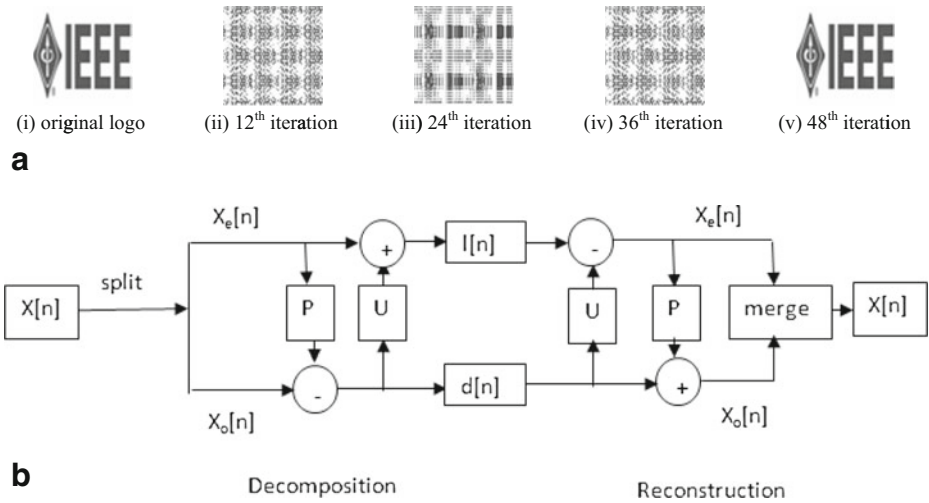 IEEE
IEEE
(i) original logo (ii) 12th iteration (iii) 24th iteration (iv) 36th iteration (v) 48th iteration
a
Xe[n] Xe[n]
+ l[n] -
split
X[n] P U U P merge X[n]
- d[n] +
Xo[n] Xo[n]
b
Decomposition Reconstruction